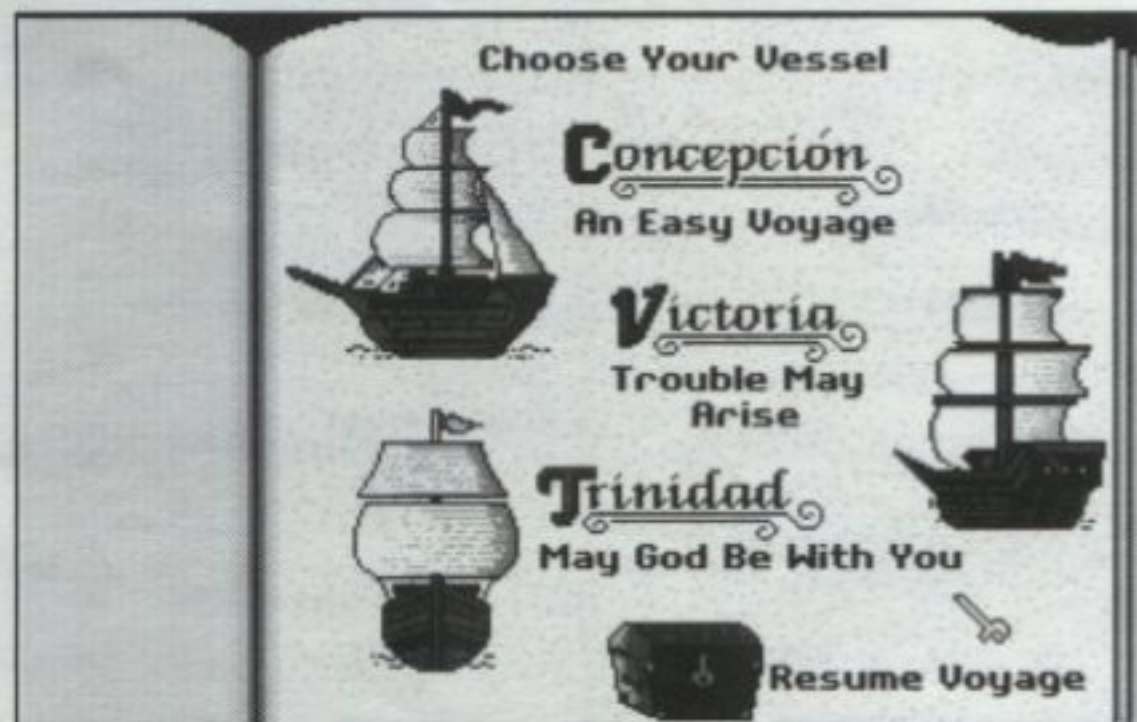 Choose Your Vessel
Concepción
An Easy Voyage
Victoria
Trouble May
Arise
Trinidad
May God Be With You
Resume Voyage